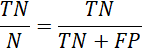 TN/N = TN/(TN + FP)